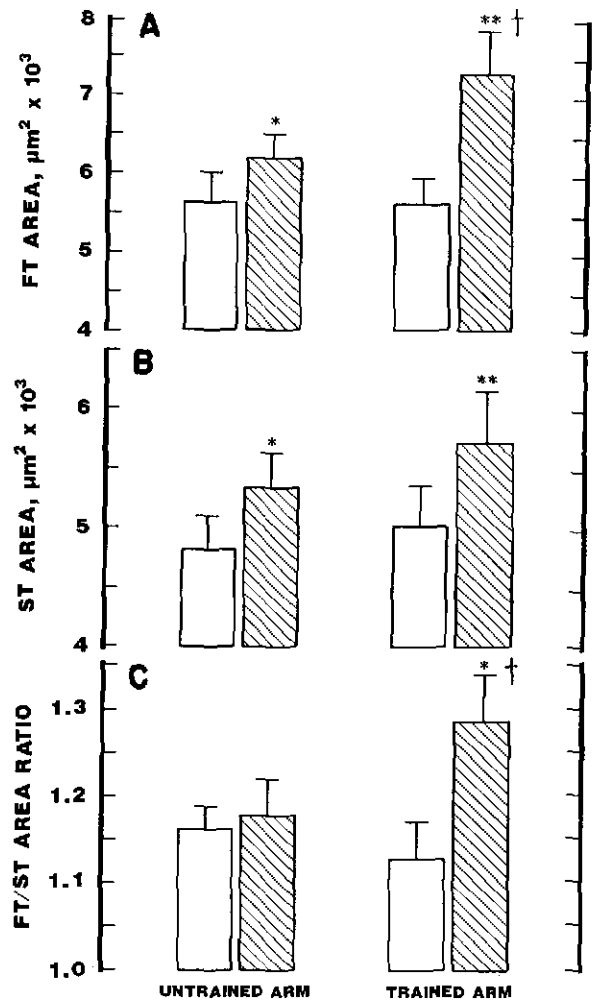 A
FT AREA, µm² x 10³
8
7
6
5
4
*
** †
B
ST AREA, µm² x 10³
6
5
4
*
**
C
FT/ST AREA RATIO
1.3
1.2
1.1
1.0
* †
UNTRAINED ARM TRAINED ARM